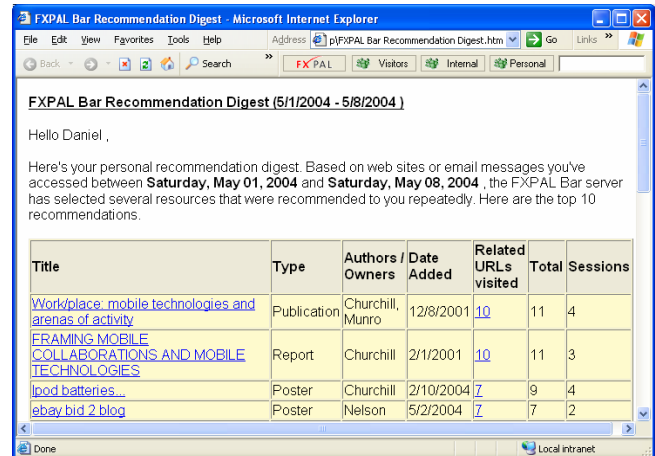 FXPAL Bar Recommendation Digest - Microsoft Internet Explorer
File Edit View Favorites Tools Help Address p\FXPAL Bar Recommendation Digest.htm Go Links »
Back Search » FXPAL Visitors Internal Personal
FXPAL Bar Recommendation Digest (5/1/2004 - 5/8/2004 )
Hello Daniel ,
Here's your personal recommendation digest. Based on web sites or email messages you've
accessed between Saturday, May 01, 2004 and Saturday, May 08, 2004 , the FXPAL Bar server
has selected several resources that were recommended to you repeatedly. Here are the top 10
recommendations.
Title Type Authors / Owners Date Added Related URLs visited Total Sessions
Work/place: mobile technologies and arenas of activity Publication Churchill, Munro 12/8/2001 10 11 4
FRAMING MOBILE COLLABORATIONS AND MOBILE TECHNOLOGIES Report Churchill 2/1/2001 10 11 3
Ipod batteries... Poster Churchill 2/10/2004 7 9 4
ebay bid 2 blog Poster Nelson 5/2/2004 7 7 2
Done Local intranet